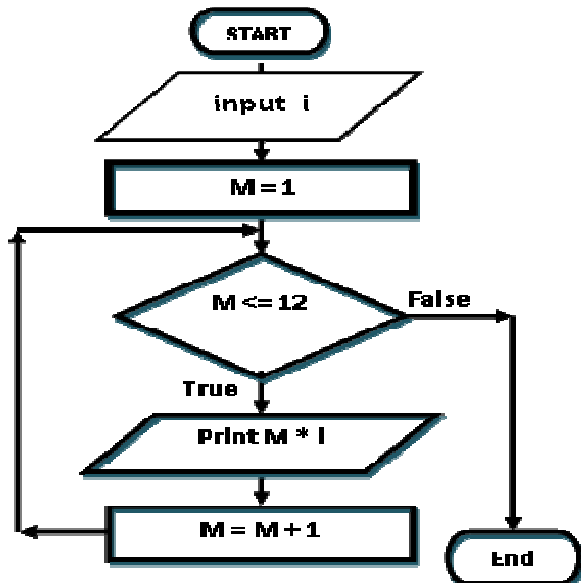 START
input i
M = 1
M <= 12
False
True
Print M * i
M = M + 1
End